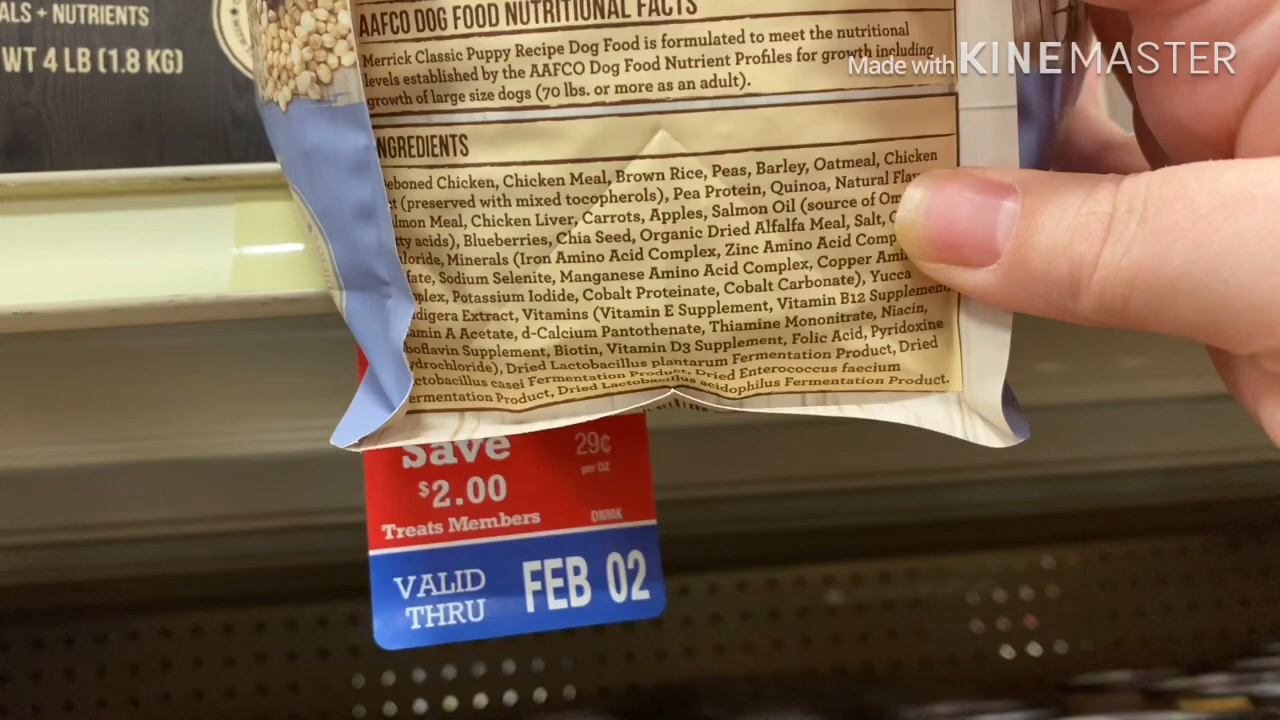 ALS + NUTRIENTS
WT 4 LB (1.8 KG)
AAFCO DOG FOOD NUTRITIONAL FACTS
Merrick Classic Puppy Recipe Dog Food is formulated to meet the nutritional
levels established by the AAFCO Dog Food Nutrient Profiles for growth including
growth of large size dogs (70 lbs. or more as an adult).
Made with KINEMASTER
NGREDIENTS
eboned Chicken, Chicken Meal, Brown Rice, Peas, Barley, Oatmeal, Chicken
t (preserved with mixed tocopherols), Pea Protein, Quinoa, Natural Flav
lmon Meal, Chicken Liver, Carrots, Apples, Salmon Oil (source of Om
tty acids), Blueberries, Chia Seed, Organic Dried Alfalfa Meal, Salt, C
loride, Minerals (Iron Amino Acid Complex, Zinc Amino Acid Comp
fate, Sodium Selenite, Manganese Amino Acid Complex, Copper Ami
plex, Potassium Iodide, Cobalt Proteinate, Cobalt Carbonate), Yucca
digera Extract, Vitamins (Vitamin E Supplement, Vitamin B12 Supplement
amin A Acetate, d-Calcium Pantothenate, Thiamine Mononitrate, Niacin,
boflavin Supplement, Biotin, Vitamin D3 Supplement, Folic Acid, Pyridoxine
ydrochloride), Dried Lactobacillus plantarum Fermentation Product, Dried
ctobacillus casei Fermentation Product, Dried Enterococcus faecium
ermentation Product, Dried Lactobacillus acidophilus Fermentation Product.
Save
$2.00
29¢
per OZ
Treats Members
DNMK
VALID
THRU
FEB 02